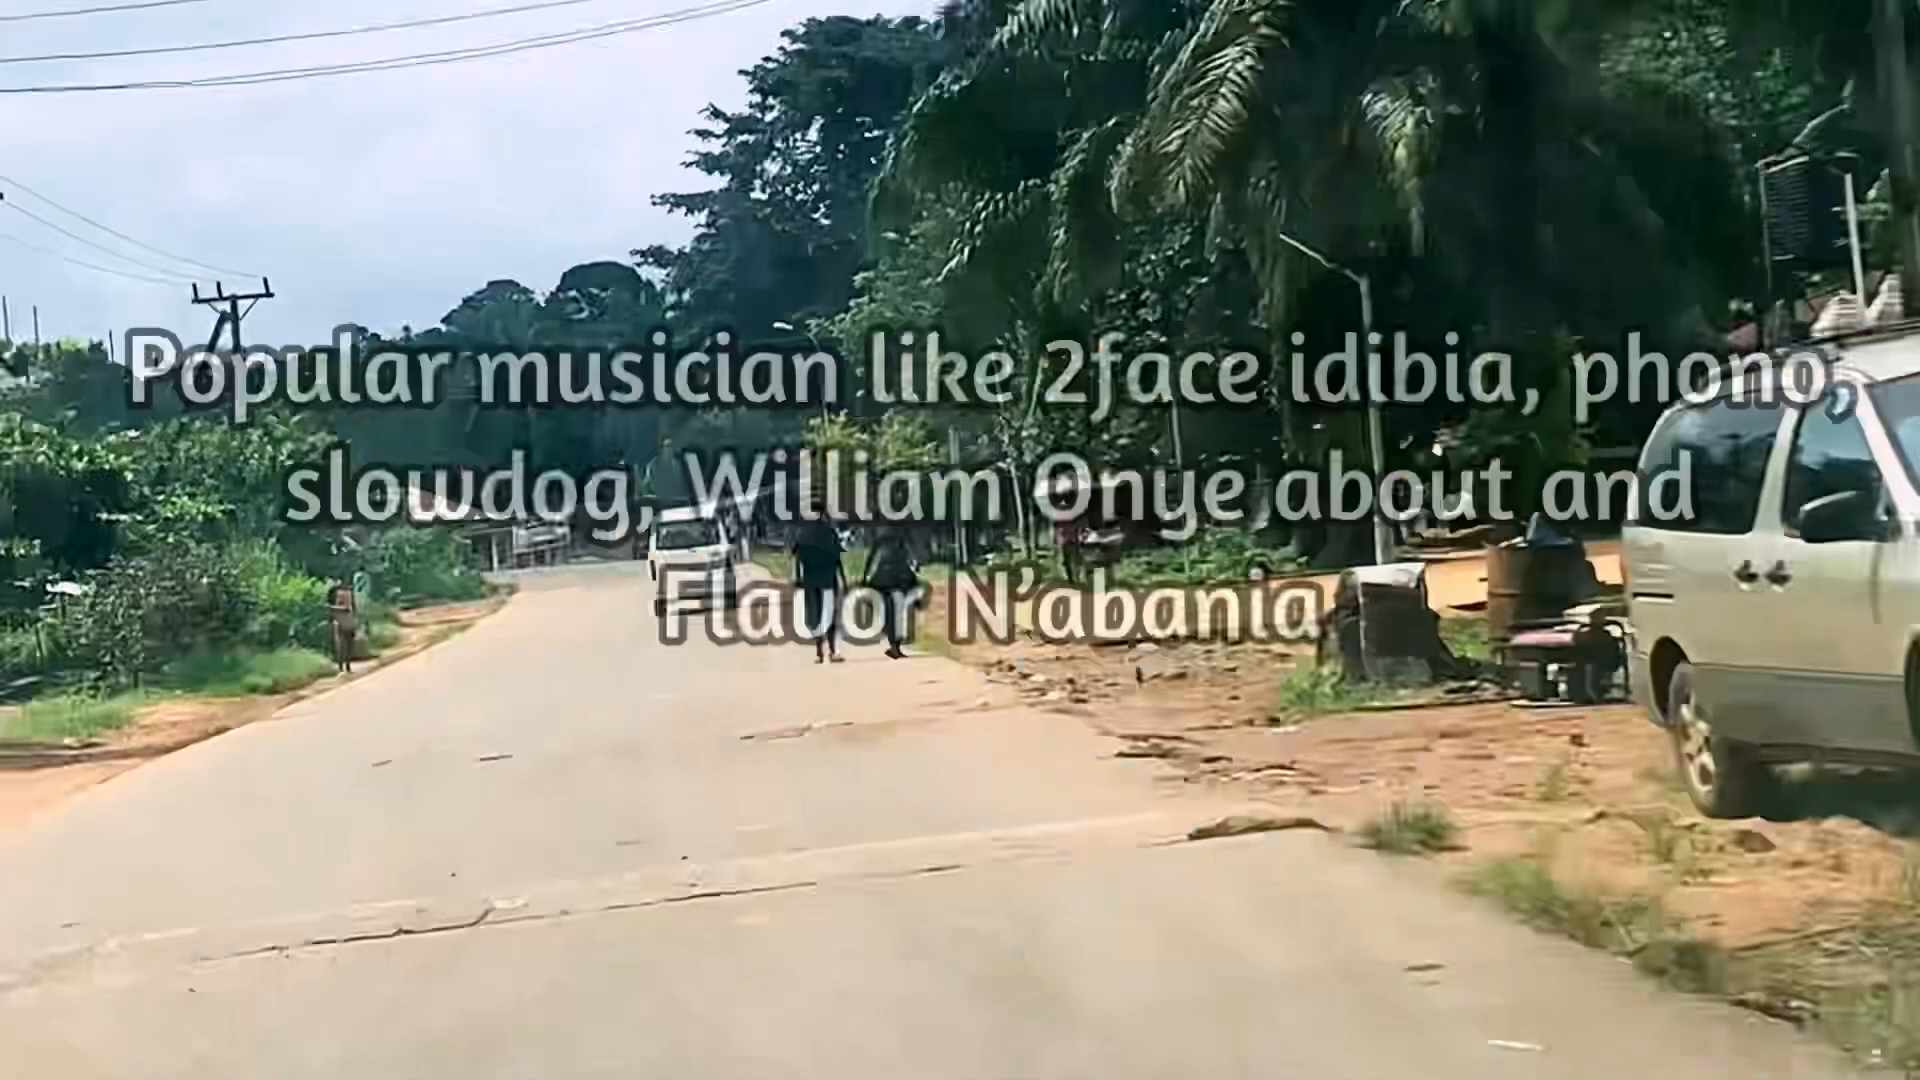 Popular musician like 2face idibia, phono,
slowdog, William Onye about and
Flavor N'abania